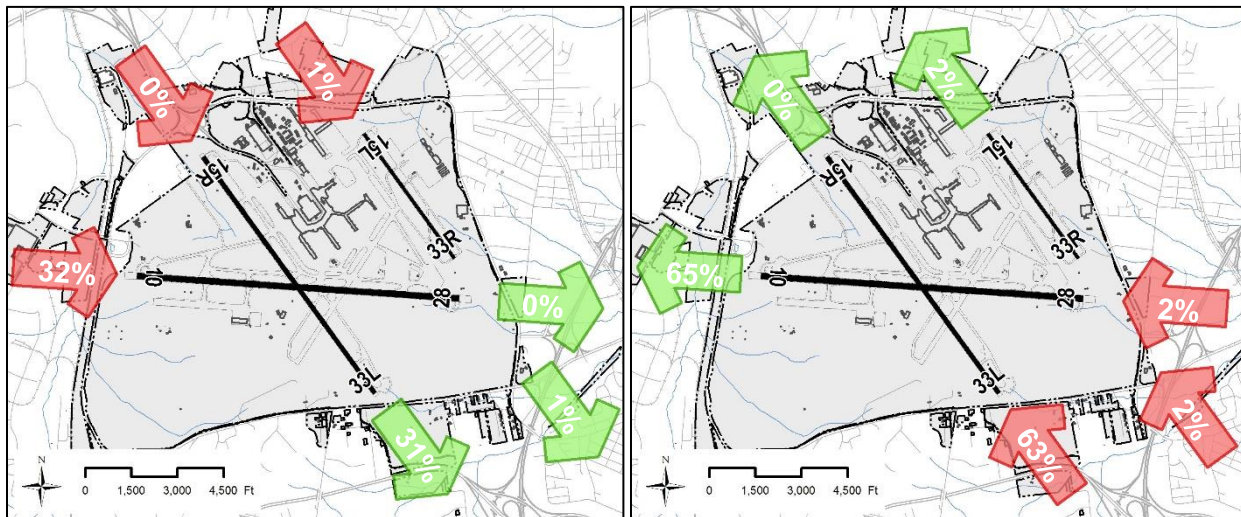 0%
1%
15R
15L
33R
32%
10
28
0%
33L
31%
1%
N
0 1,500 3,000 4,500 Ft
0%
2%
15R
15L
33R
65%
10
28
2%
33L
63%
2%
N
0 1,500 3,000 4,500 Ft